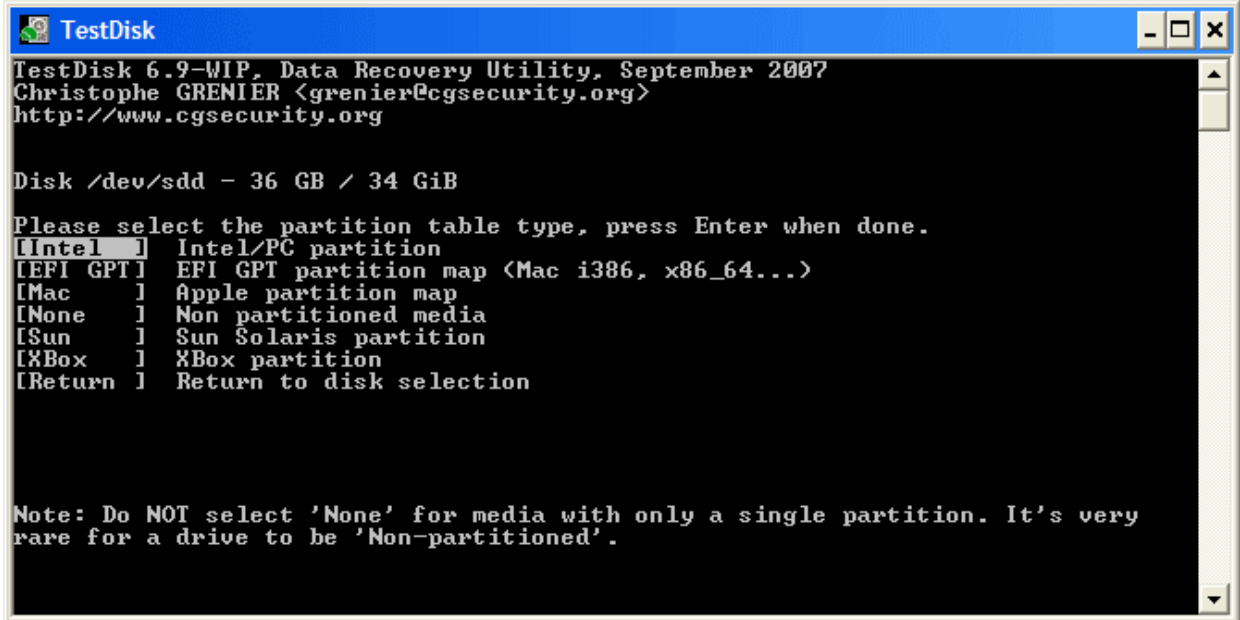 TestDisk
TestDisk 6.9-WIP, Data Recovery Utility, September 2007
Christophe GRENIER <grenier@cgsecurity.org>
http://www.cgsecurity.org
Disk /dev/sdd - 36 GB / 34 GiB
Please select the partition table type, press Enter when done.
[Intel  ]  Intel/PC partition
[EFI GPT]  EFI GPT partition map (Mac i386, x86_64...)
[Mac    ]  Apple partition map
[None   ]  Non partitioned media
[Sun    ]  Sun Solaris partition
[XBox   ]  XBox partition
[Return ]  Return to disk selection
Note: Do NOT select 'None' for media with only a single partition. It's very
rare for a drive to be 'Non-partitioned'.